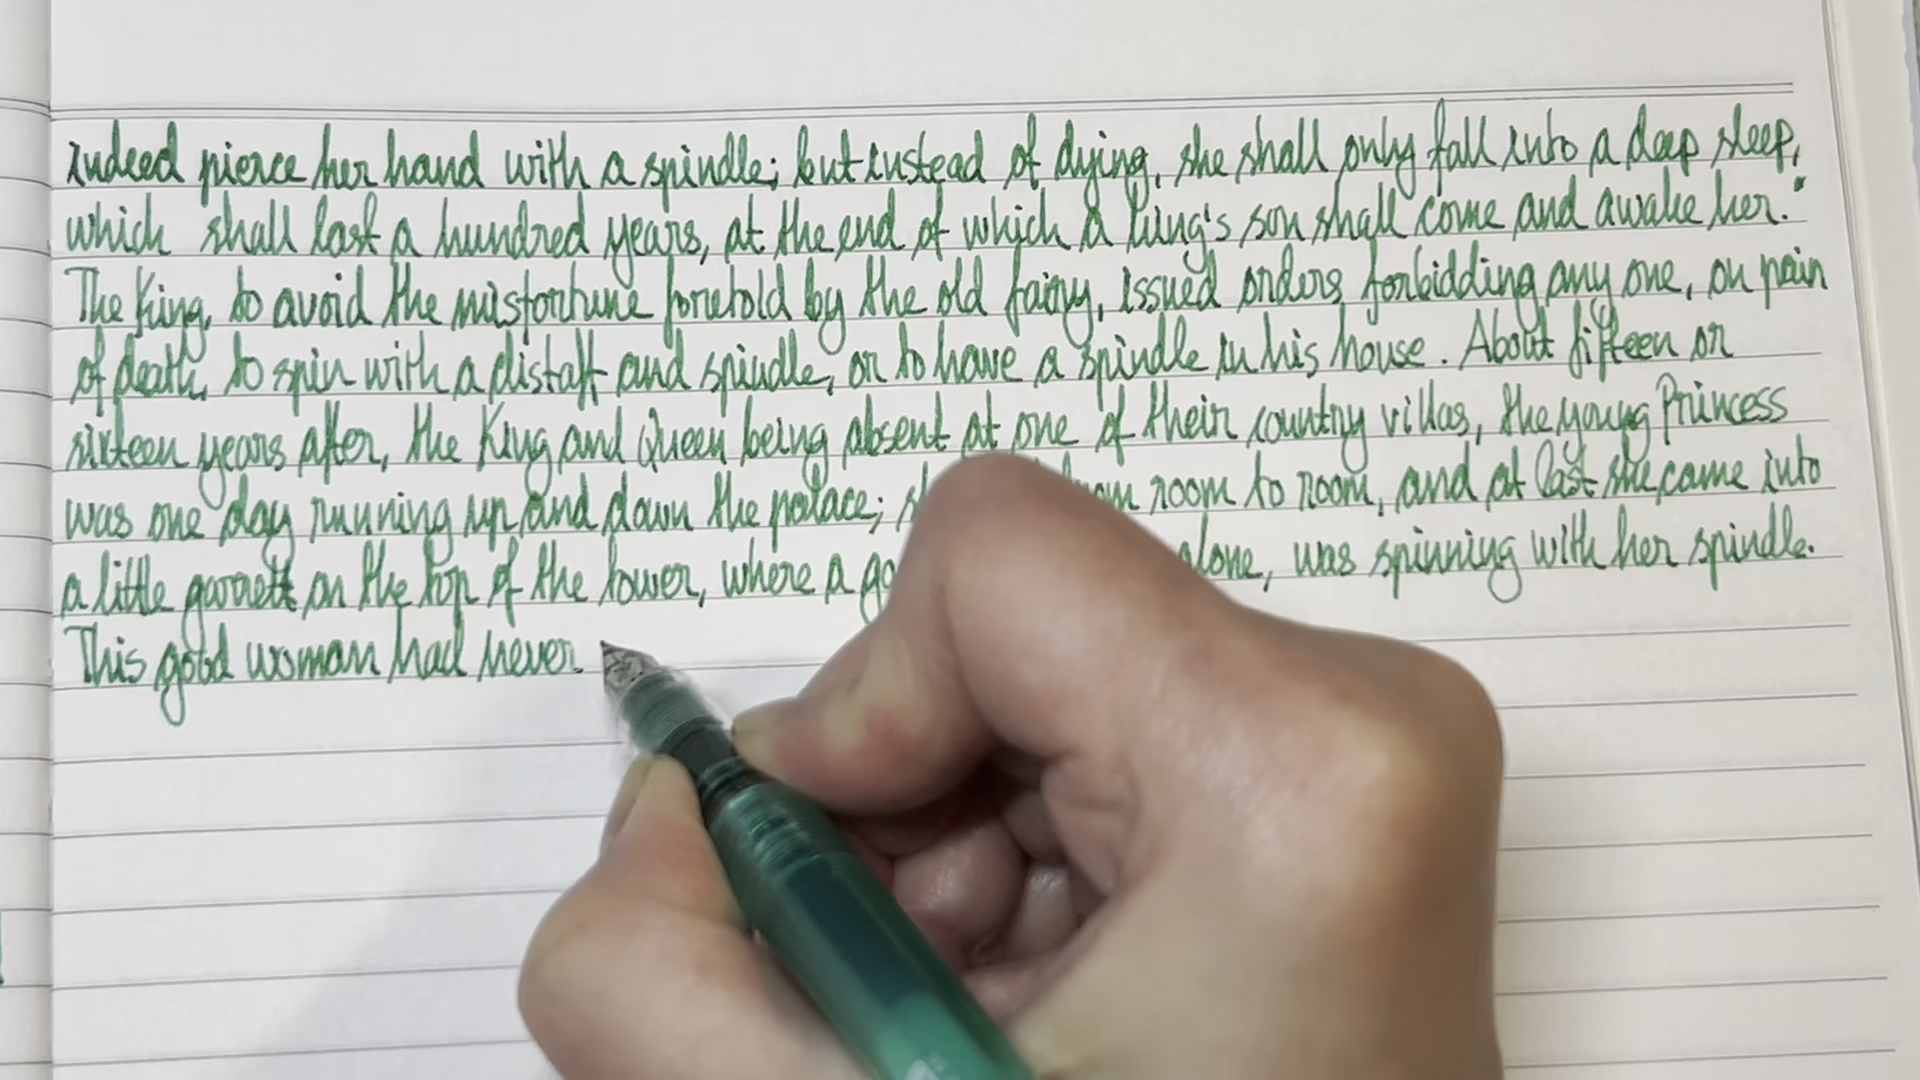 indeed pierce her hand with a spindle; but instead of dying, she shall only fall into a deep sleep,
which shall last a hundred years, at the end of which a king's son shall come and awake her."
The King, to avoid the misfortune foretold by the old fairy, issued orders forbidding any one, on pain
of death, to spin with a distaff and spindle, or to have a spindle in his house. About fifteen or
sixteen years after, the King and Queen being absent at one of their country villas, the young Princess
was one day running up and down the palace; room to room, and at last she came into
a little garrett on the top of the tower, where a alone, was spinning with her spindle.
This good woman had never